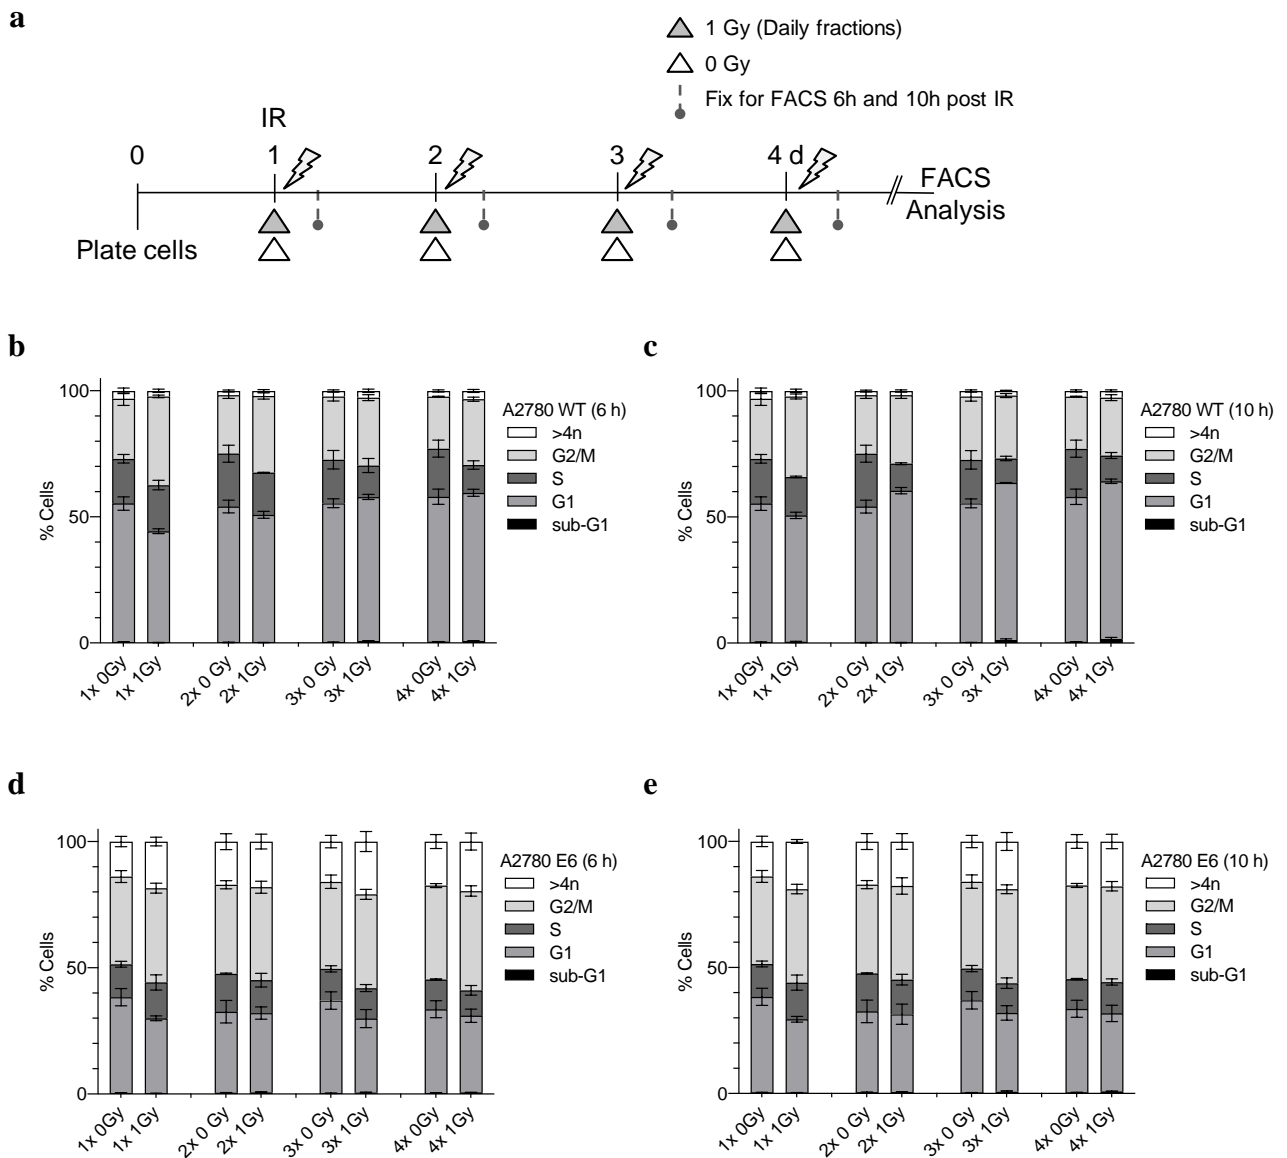 a
1 Gy (Daily fractions)
0 Gy
Fix for FACS 6h and 10h post IR
IR
0 1 2 3 4 d
FACS
Analysis
Plate cells
b
100
50
0
% Cells
1x 0Gy 1x 1Gy 2x 0 Gy 2x 1Gy 3x 0 Gy 3x 1Gy 4x 0Gy 4x 1Gy
A2780 WT (6 h)
>4n
G2/M
S
G1
sub-G1
c
100
50
0
% Cells
1x 0Gy 1x 1Gy 2x 0 Gy 2x 1Gy 3x 0 Gy 3x 1Gy 4x 0Gy 4x 1Gy
A2780 WT (10 h)
>4n
G2/M
S
G1
sub-G1
d
100
50
0
% Cells
1x 0Gy 1x 1Gy 2x 0 Gy 2x 1Gy 3x 0 Gy 3x 1Gy 4x 0Gy 4x 1Gy
A2780 E6 (6 h)
>4n
G2/M
S
G1
sub-G1
e
100
50
0
% Cells
1x 0Gy 1x 1Gy 2x 0 Gy 2x 1Gy 3x 0 Gy 3x 1Gy 4x 0Gy 4x 1Gy
A2780 E6 (10 h)
>4n
G2/M
S
G1
sub-G1